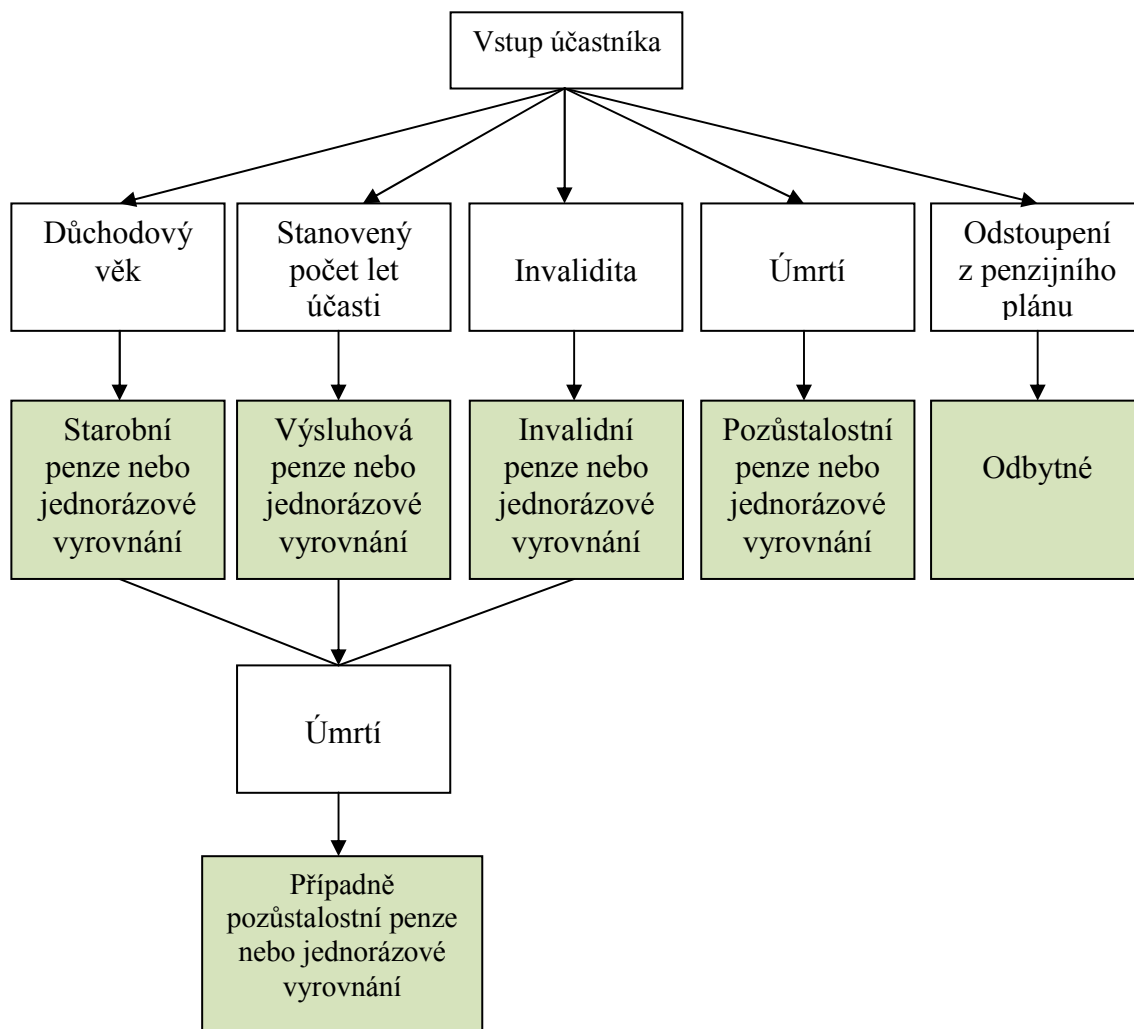 Vstup účastníka
Důchodový
věk
Stanovený
počet let
účasti
Invalidita
Úmrtí
Odstoupení
z penzijního
plánu
Starobní
penze nebo
jednorázové
vyrovnání
Výsluhová
penze nebo
jednorázové
vyrovnání
Invalidní
penze nebo
jednorázové
vyrovnání
Pozůstalostní
penze nebo
jednorázové
vyrovnání
Odbytné
Úmrtí
Případně
pozůstalostní penze
nebo jednorázové
vyrovnání